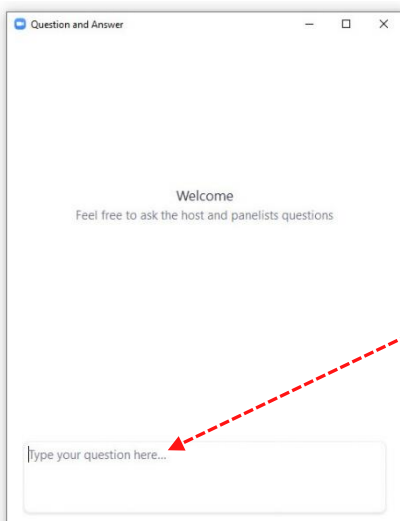 Question and Answer
Welcome
Feel free to ask the host and panelists questions
Type your question here...